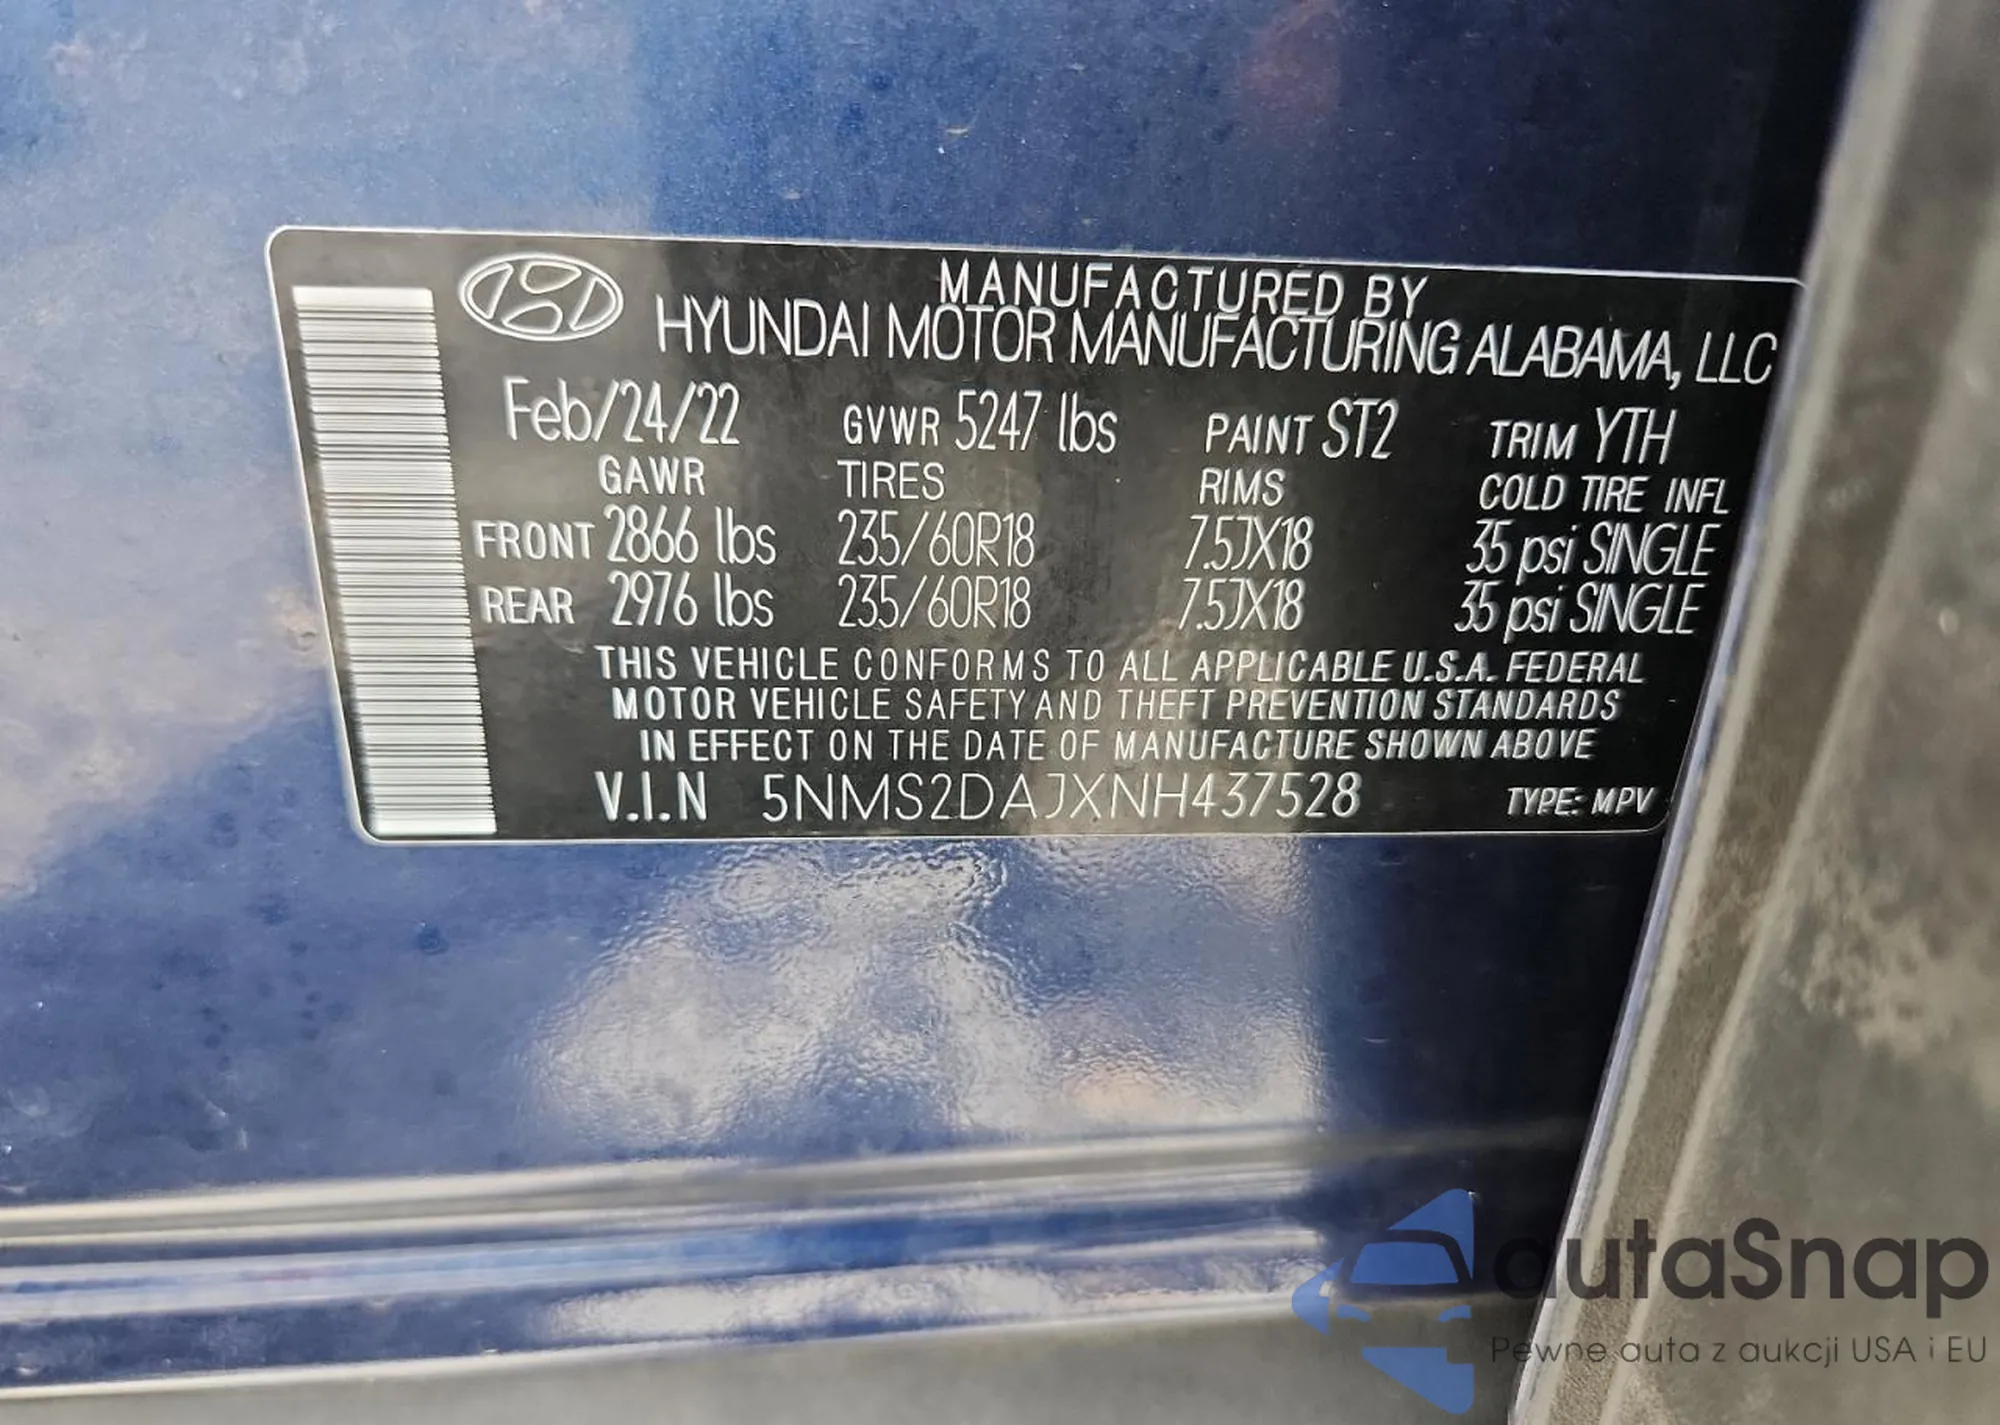 MANUFACTURED BY
HYUNDAI MOTOR MANUFACTURING ALABAMA, LLC
Feb/24/22 GVWR 5247 lbs PAINT ST2 TRIM YTH
GAWR TIRES RIMS COLD TIRE INFL
FRONT 2866 lbs 235/60R18 7.5JX18 35 psi SINGLE
REAR 2976 lbs 235/60R18 7.5JX18 35 psi SINGLE
THIS VEHICLE CONFORMS TO ALL APPLICABLE U.S.A. FEDERAL
MOTOR VEHICLE SAFETY AND THEFT PREVENTION STANDARDS
IN EFFECT ON THE DATE OF MANUFACTURE SHOWN ABOVE
V.I.N 5NMS2DAJXNH437528 TYPE: MPV
autaSnap
Pewne auta z aukcji USA i EU